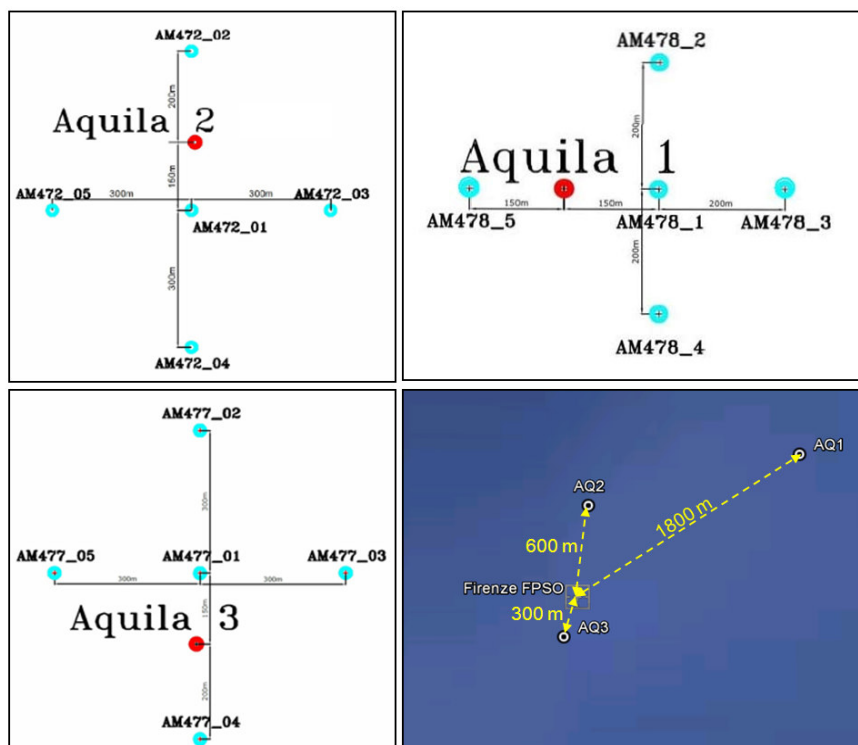 AM472_02
200m
Aquila 2
150m
AM472_05 300m 300m AM472_03
AM472_01
300m
AM472_04
AM478_2
200m
Aquila 1
150m 150m 200m
AM478_5 AM478_1 AM478_3
200m
AM478_4
AM477_02
300m
AM477_05 AM477_01 AM477_03
300m 300m
150m
Aquila 3
200m
AM477_04
AQ1
AQ2
1800 m
600 m
Firenze FPSO
300 m
AQ3